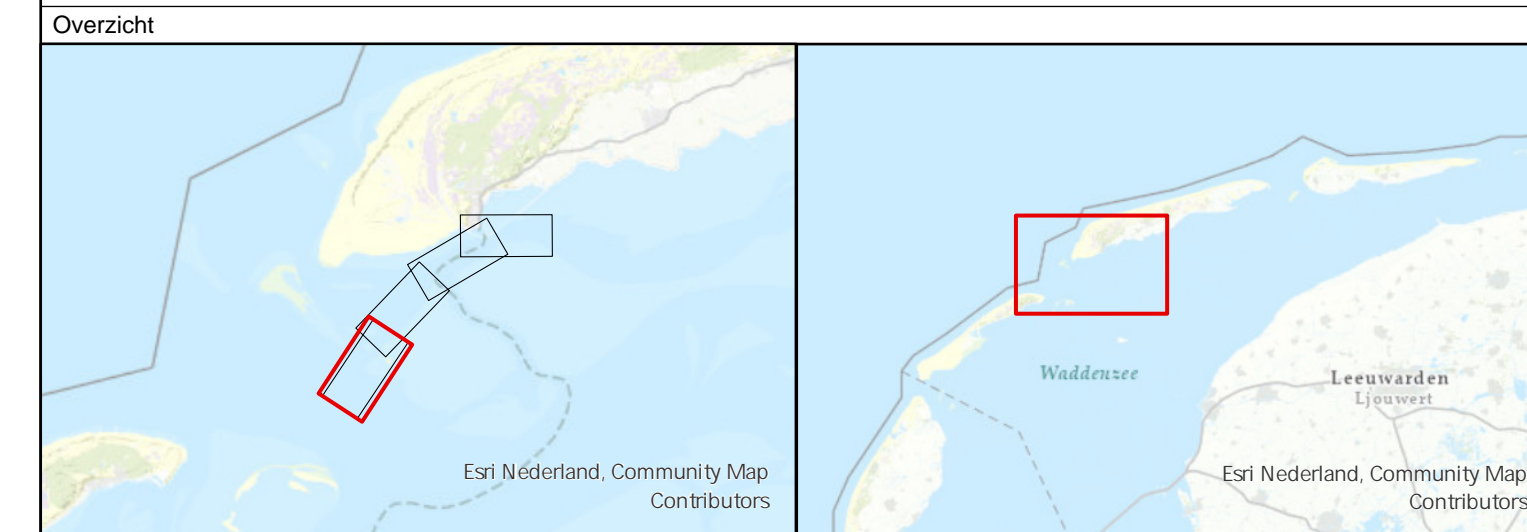 Overzicht
Esri Nederland, Community Map
Contributors
Waddenzee
Leeuwarden
Ljouwert
Esri Nederland, Community Map
Contributors